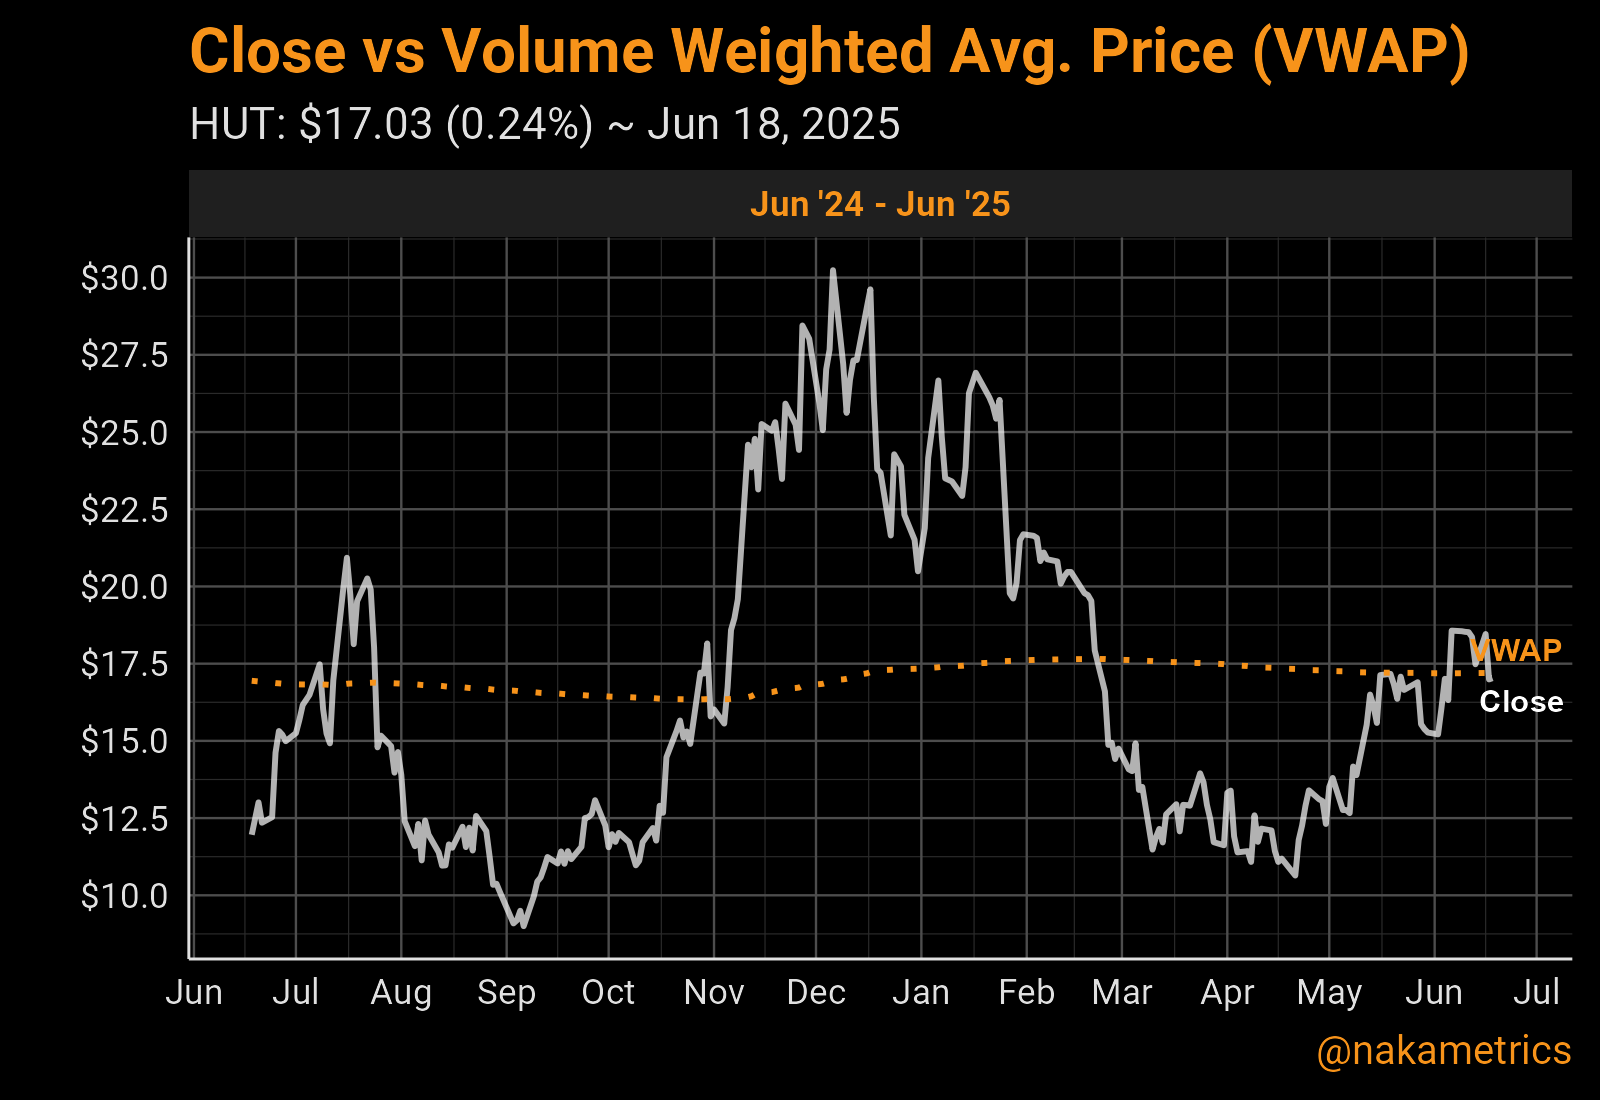 Close vs Volume Weighted Avg. Price (VWAP)
HUT: $17.03 (0.24%) ~ Jun 18, 2025
Jun '24 - Jun '25
$30.0
$27.5
$25.0
$22.5
$20.0
$17.5
$15.0
$12.5
$10.0
VWAP
Close
Jun Jul Aug Sep Oct Nov Dec Jan Feb Mar Apr May Jun Jul
@nakametrics